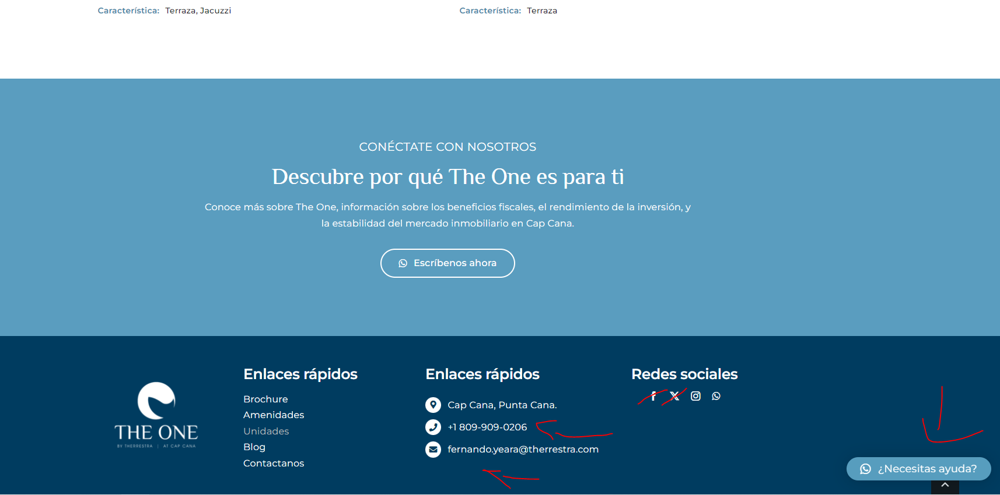 Característica: Terraza, Jacuzzi
Característica: Terraza
CONÉCTATE CON NOSOTROS
Descubre por qué The One es para ti
Conoce más sobre The One, información sobre los beneficios fiscales, el rendimiento de la inversión, y
la estabilidad del mercado inmobiliario en Cap Cana.
Escríbenos ahora
THE ONE
BY THERRESTRA | AT CAP CANA
Enlaces rápidos
Brochure
Amenidades
Unidades
Blog
Contactanos
Enlaces rápidos
Cap Cana, Punta Cana.
+1 809-909-0206
fernando.yeara@therrestra.com
Redes sociales
¿Necesitas ayuda?